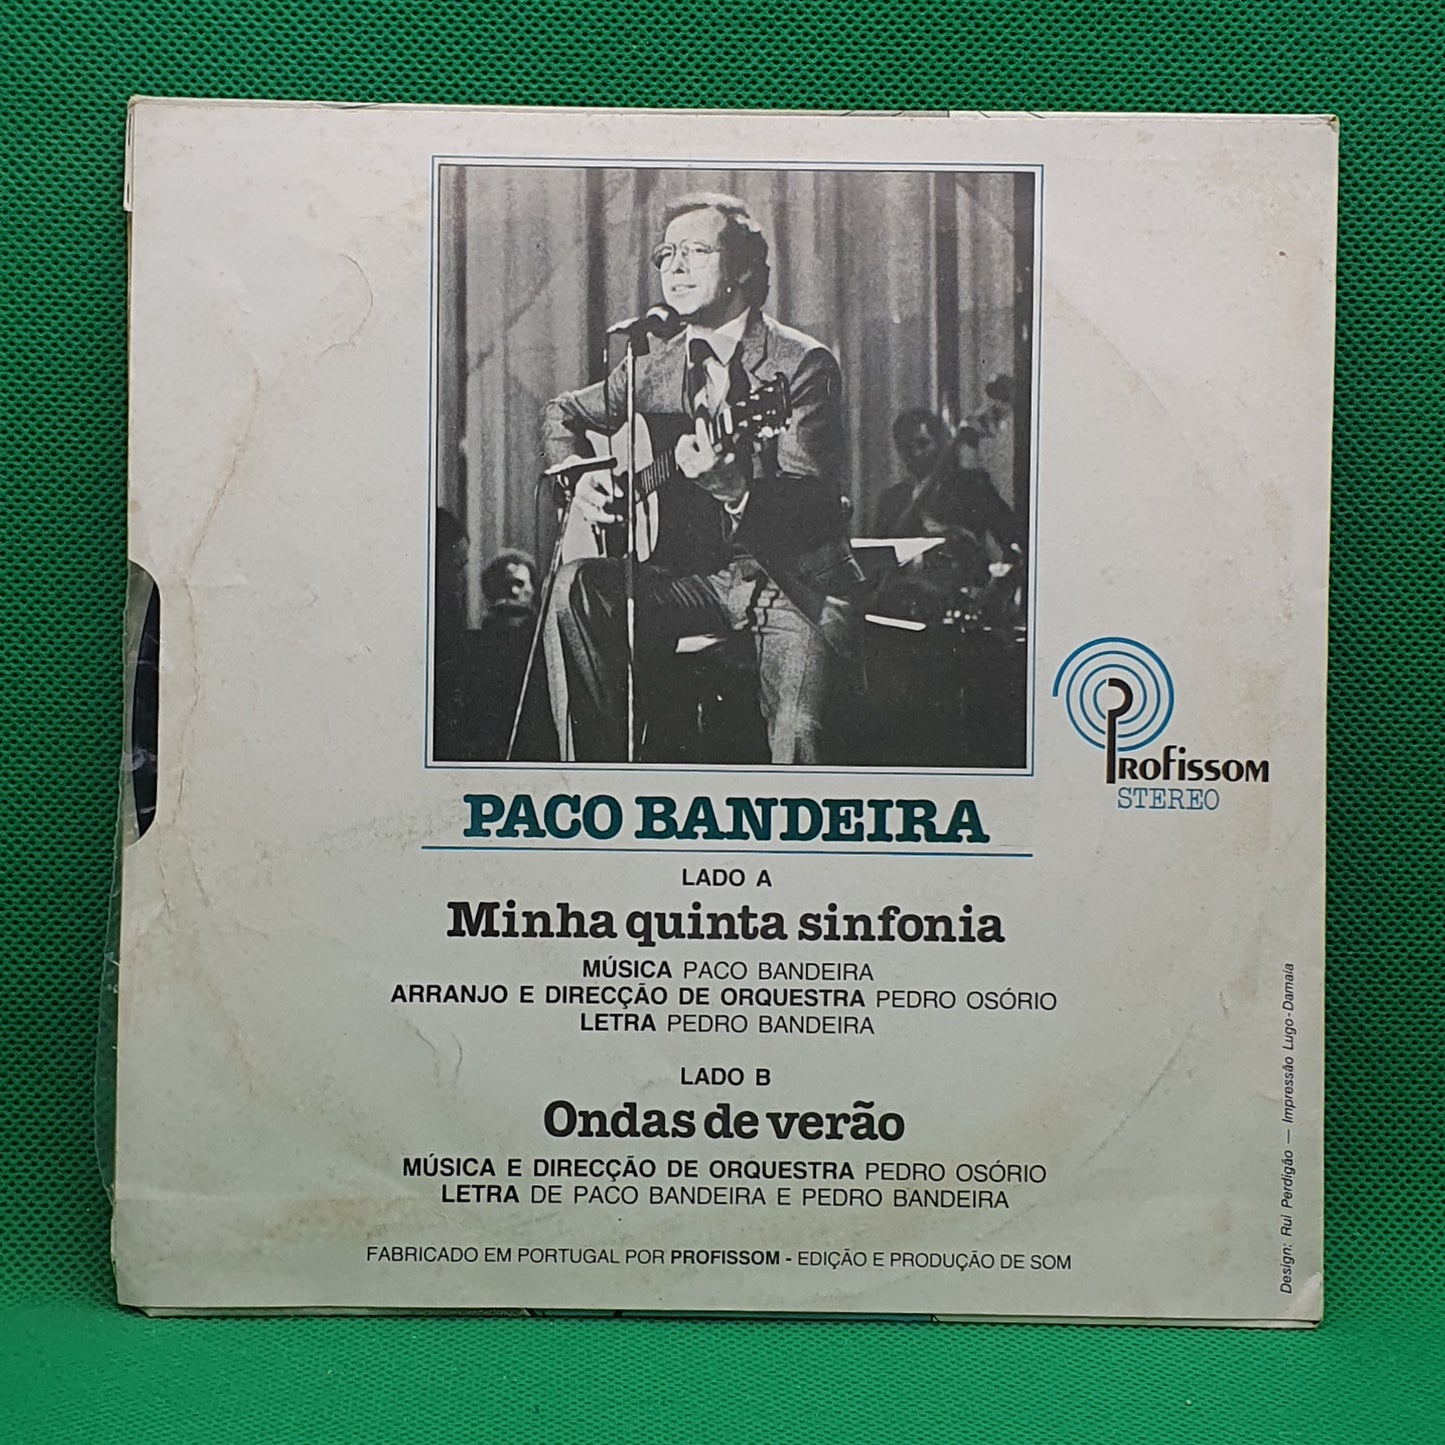 PROFISSOM
STEREO
PACO BANDEIRA
LADO A
Minha quinta sinfonia
MÚSICA PACO BANDEIRA
ARRANJO E DIRECÇÃO DE ORQUESTRA PEDRO OSÓRIO
LETRA PEDRO BANDEIRA
LADO B
Ondas de verão
MÚSICA E DIRECÇÃO DE ORQUESTRA PEDRO OSÓRIO
LETRA DE PACO BANDEIRA E PEDRO BANDEIRA
FABRICADO EM PORTUGAL POR PROFISSOM - EDIÇÃO E PRODUÇÃO DE SOM
Design: Rui Perdigão — Impressão Lugo-Damaia